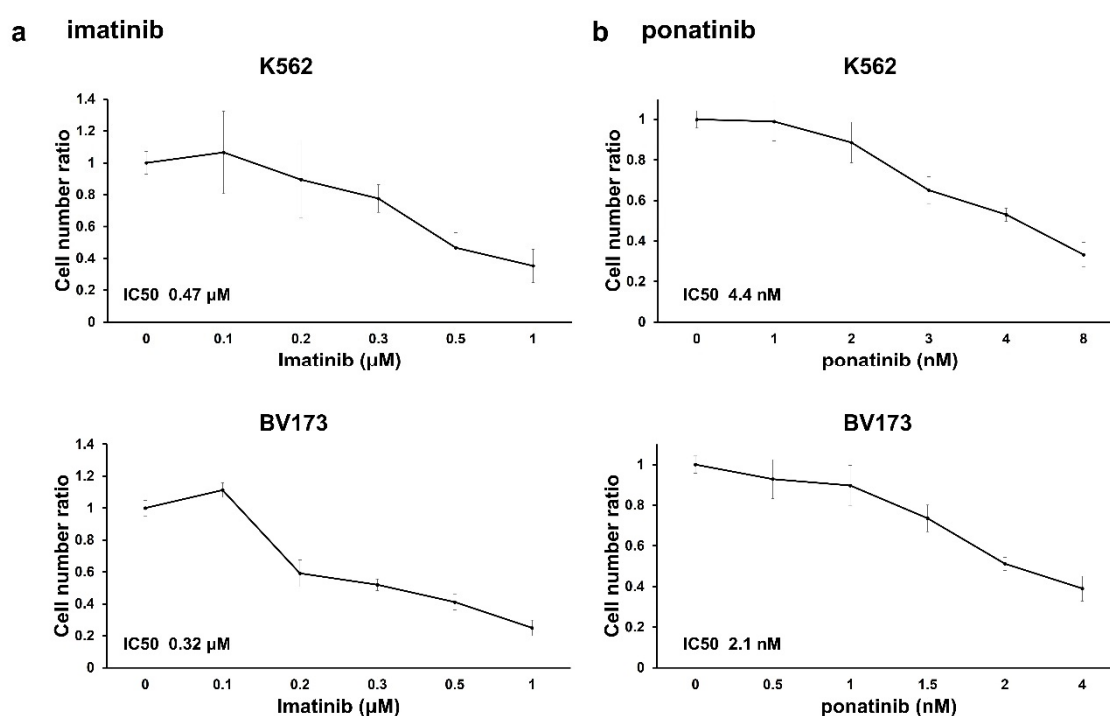 a imatinib
K562
Cell number ratio
1.4
1.2
1
0.8
0.6
0.4
0.2
0
IC50 0.47 µM
0 0.1 0.2 0.3 0.5 1
Imatinib (µM)
BV173
Cell number ratio
1.4
1.2
1
0.8
0.6
0.4
0.2
0
IC50 0.32 µM
0 0.1 0.2 0.3 0.5 1
Imatinib (µM)
b ponatinib
K562
Cell number ratio
1
0.8
0.6
0.4
0.2
0
IC50 4.4 nM
0 1 2 3 4 8
ponatinib (nM)
BV173
Cell number ratio
1
0.8
0.6
0.4
0.2
0
IC50 2.1 nM
0 0.5 1 1.5 2 4
ponatinib (nM)